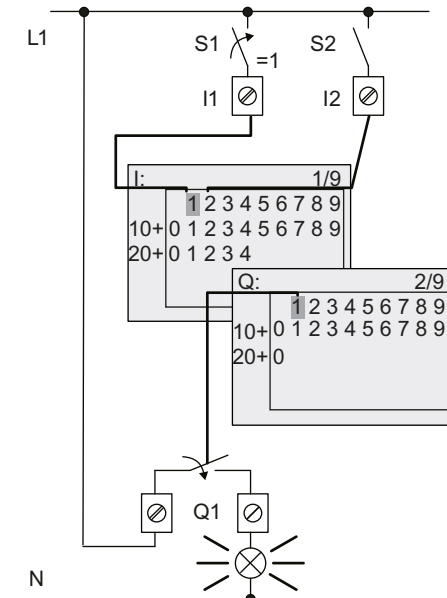 L1
S1
=1
S2
I1
I2
I: 1/9
1 2 3 4 5 6 7 8 9
10+ 0 1 2 3 4 5 6 7 8 9
20+ 0 1 2 3 4
Q: 2/9
1 2 3 4 5 6 7 8 9
10+ 0 1 2 3 4 5 6 7 8 9
20+ 0
Q1
N